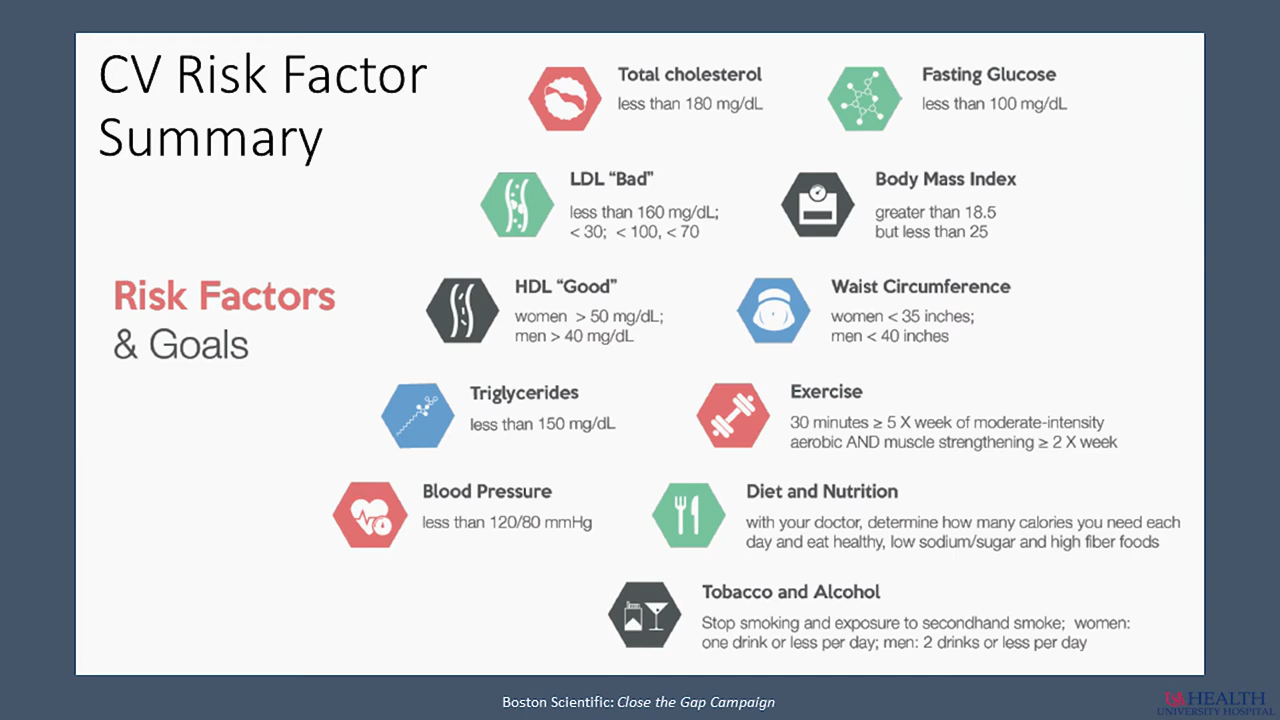 CV Risk Factor
Summary
Risk Factors
& Goals
Total cholesterol
less than 180 mg/dL
Fasting Glucose
less than 100 mg/dL
LDL “Bad”
less than 160 mg/dL;
< 30;  < 100, < 70
Body Mass Index
greater than 18.5
but less than 25
HDL “Good”
women  > 50 mg/dL;
men > 40 mg/dL
Waist Circumference
women < 35 inches;
men < 40 inches
Triglycerides
less than 150 mg/dL
Exercise
30 minutes ≥ 5 X week of moderate-intensity
aerobic AND muscle strengthening ≥ 2 X week
Blood Pressure
less than 120/80 mmHg
Diet and Nutrition
with your doctor, determine how many calories you need each
day and eat healthy, low sodium/sugar and high fiber foods
Tobacco and Alcohol
Stop smoking and exposure to secondhand smoke;  women:
one drink or less per day; men: 2 drinks or less per day
Boston Scientific: Close the Gap Campaign
HEALTH
UNIVERSITY HOSPITAL